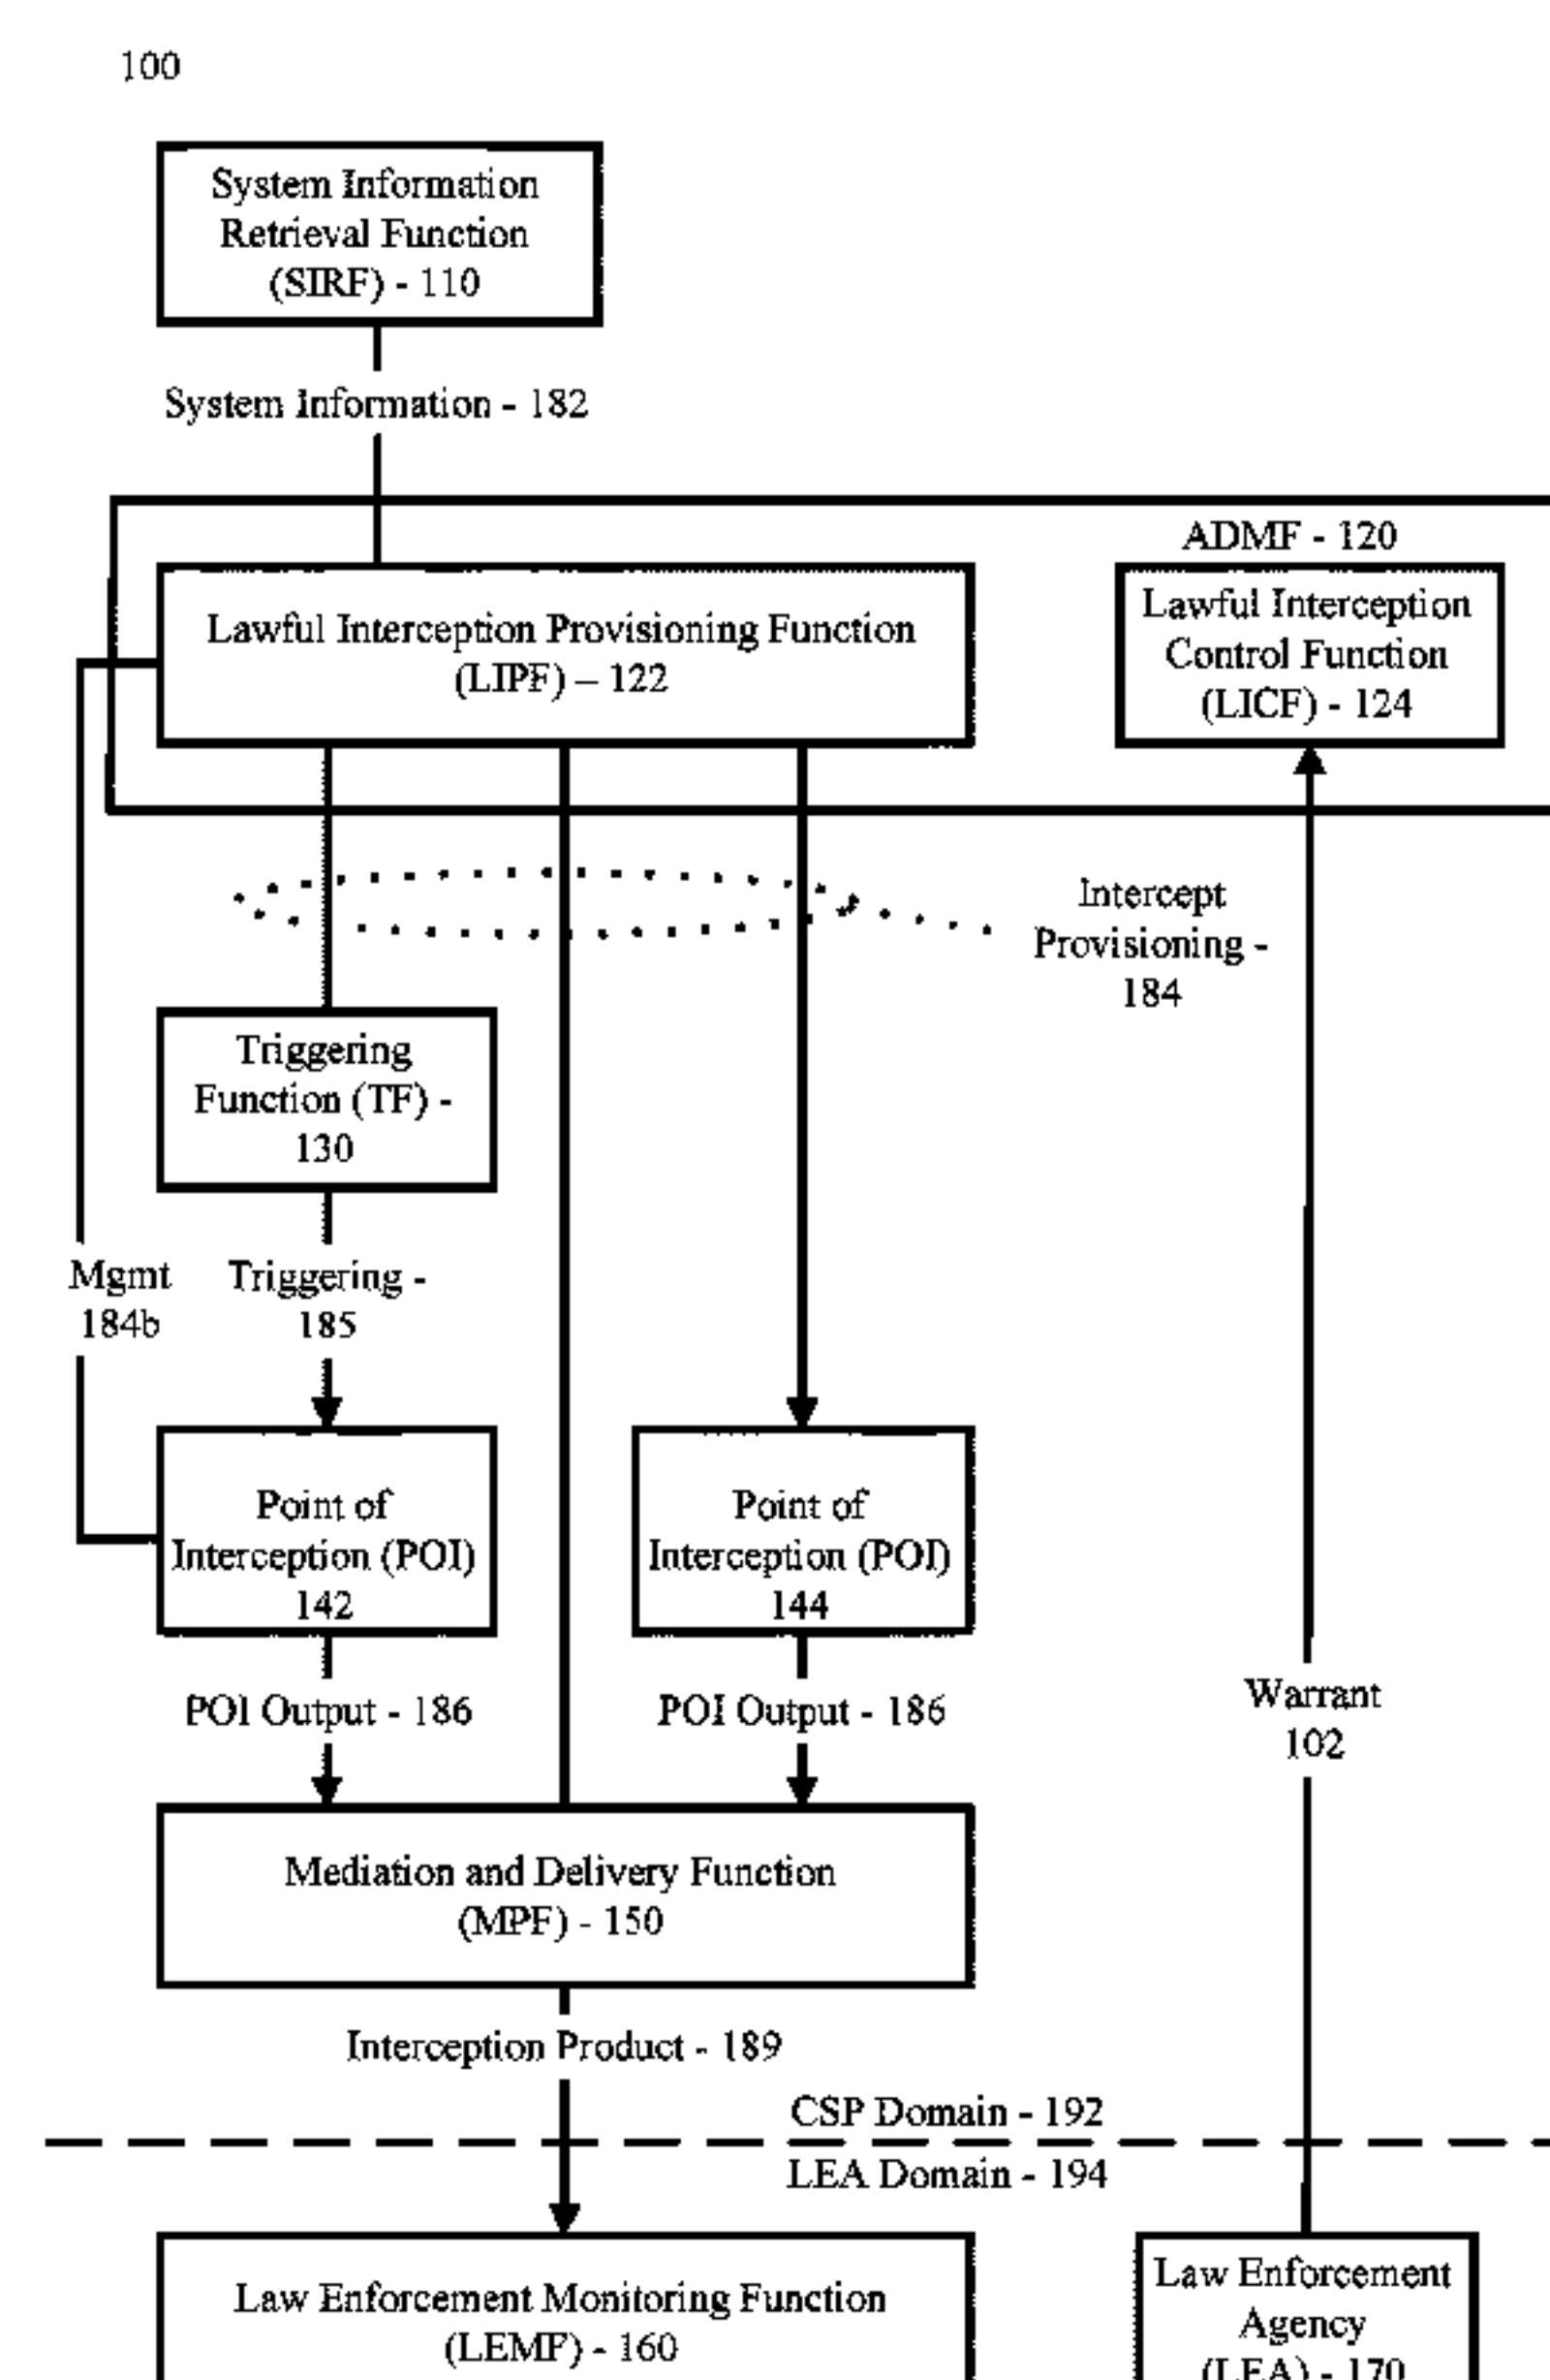 100
System Information
Retrieval Function
(SIRF) - 110
System Information - 182
ADMF - 120
Lawful Interception Provisioning Function
(LIPF) – 122
Lawful Interception
Control Function
(LICF) - 124
Intercept
Provisioning -
184
Triggering
Function (TF) -
130
Mgmt
184b
Triggering -
185
Point of
Interception (POI)
142
Point of
Interception (POI)
144
POI Output - 186
POI Output - 186
Warrant
102
Mediation and Delivery Function
(MPF) - 150
Interception Product - 189
CSP Domain - 192
LEA Domain - 194
Law Enforcement Monitoring Function
(LEMF) - 160
Law Enforcement
Agency
(LEA) - 170